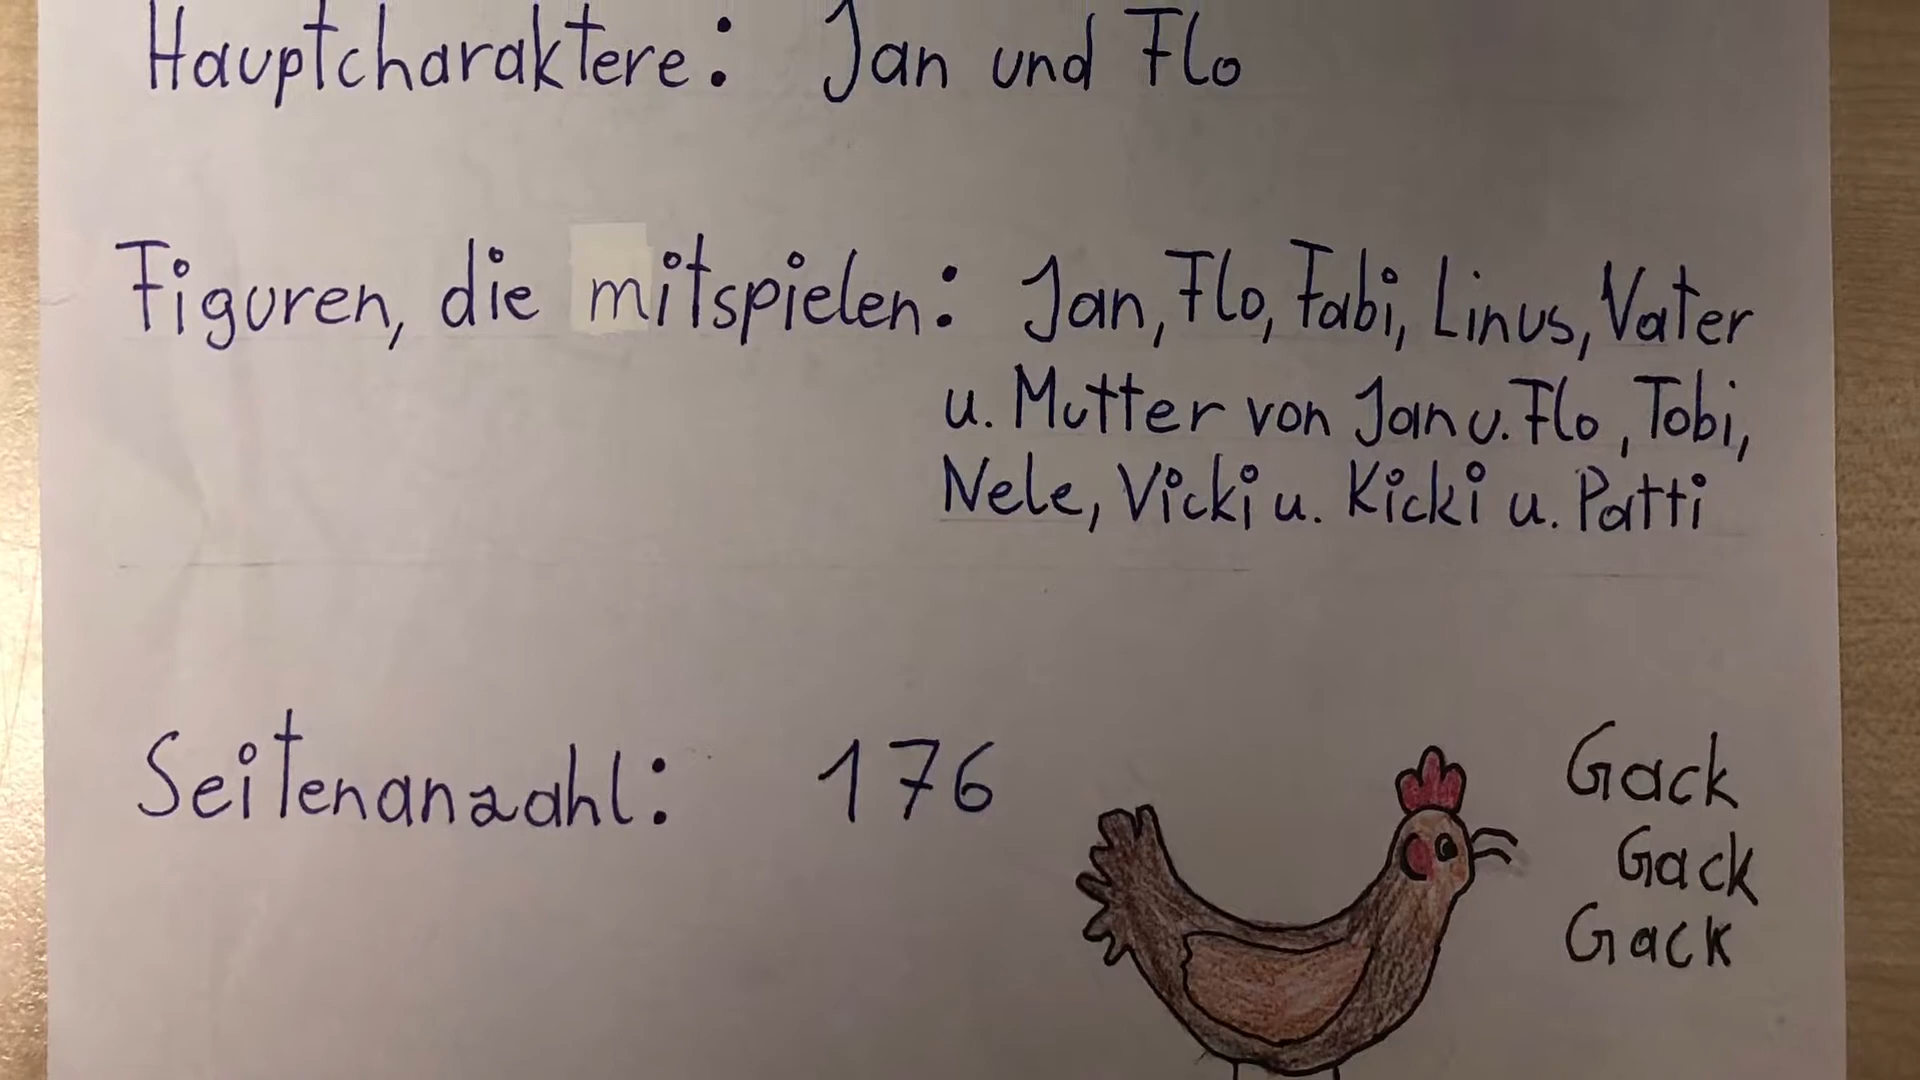 Hauptcharaktere: Jan und Flo
Figuren, die mitspielen: Jan, Flo, Fabi, Linus, Vater
u. Mutter von Jan u. Flo, Tobi,
Nele, Vicki u. Kicki u. Patti
Seitenanzahl: 176
Gack
Gack
Gack